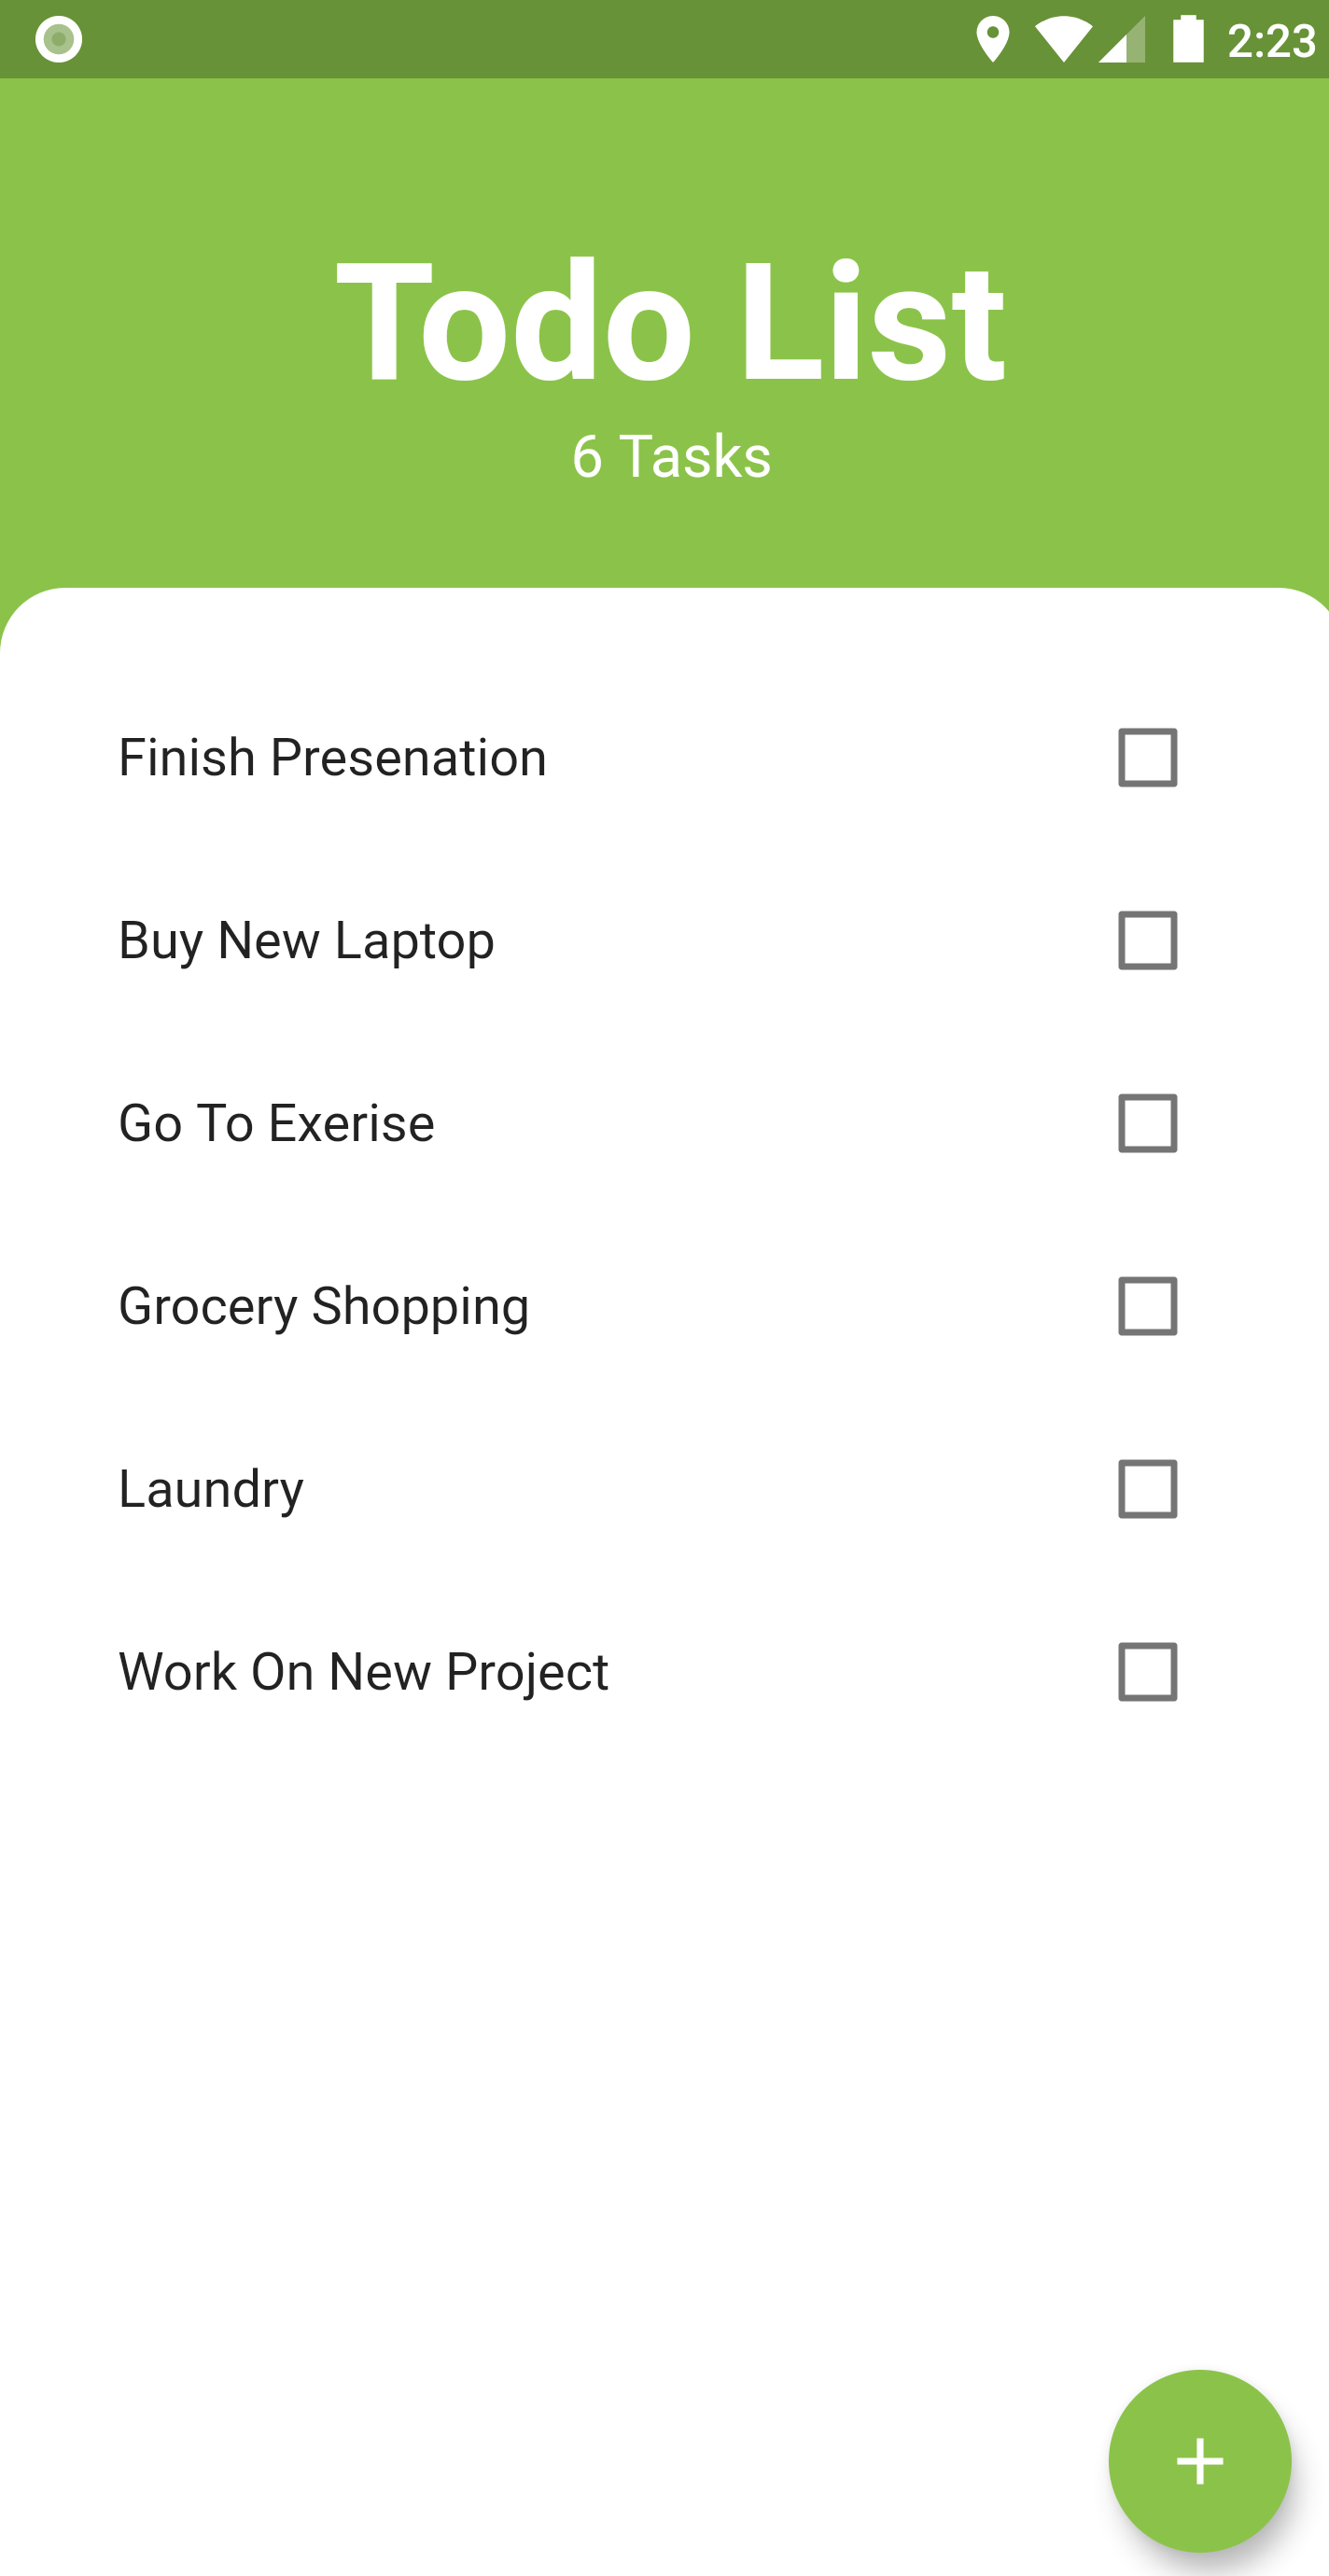 2:23
Todo List
6 Tasks
Finish Presenation
Buy New Laptop
Go To Exerise
Grocery Shopping
Laundry
Work On New Project